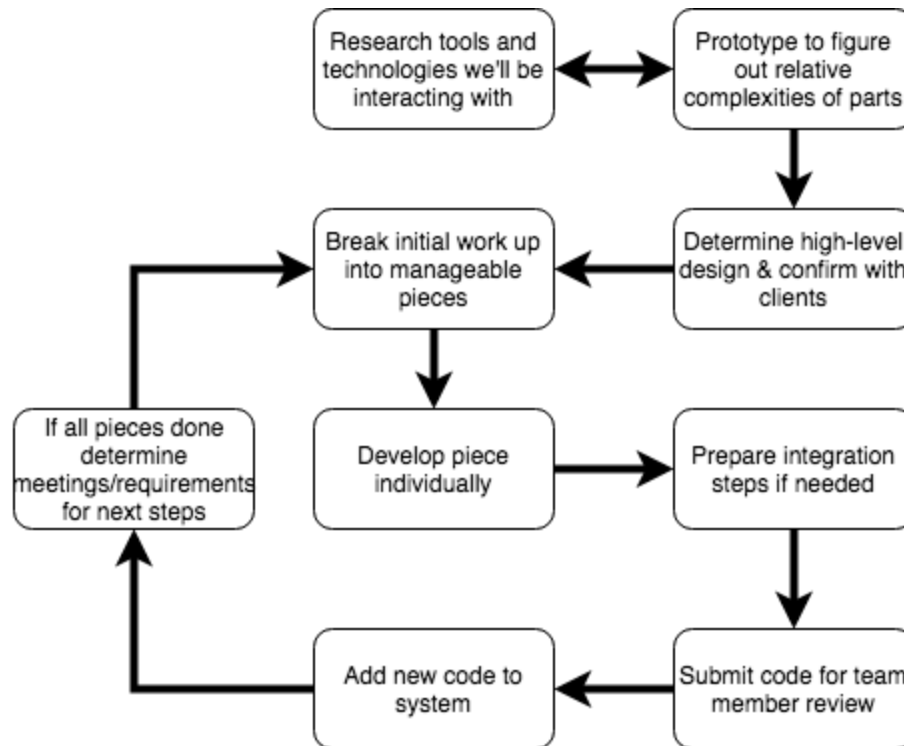 Research tools and
technologies we'll be
interacting with
Prototype to figure
out relative
complexities of parts
Break initial work up
into manageable
pieces
Determine high-level
design & confirm with
clients
If all pieces done
determine
meetings/requirements
for next steps
Develop piece
individually
Prepare integration
steps if needed
Add new code to
system
Submit code for team
member review